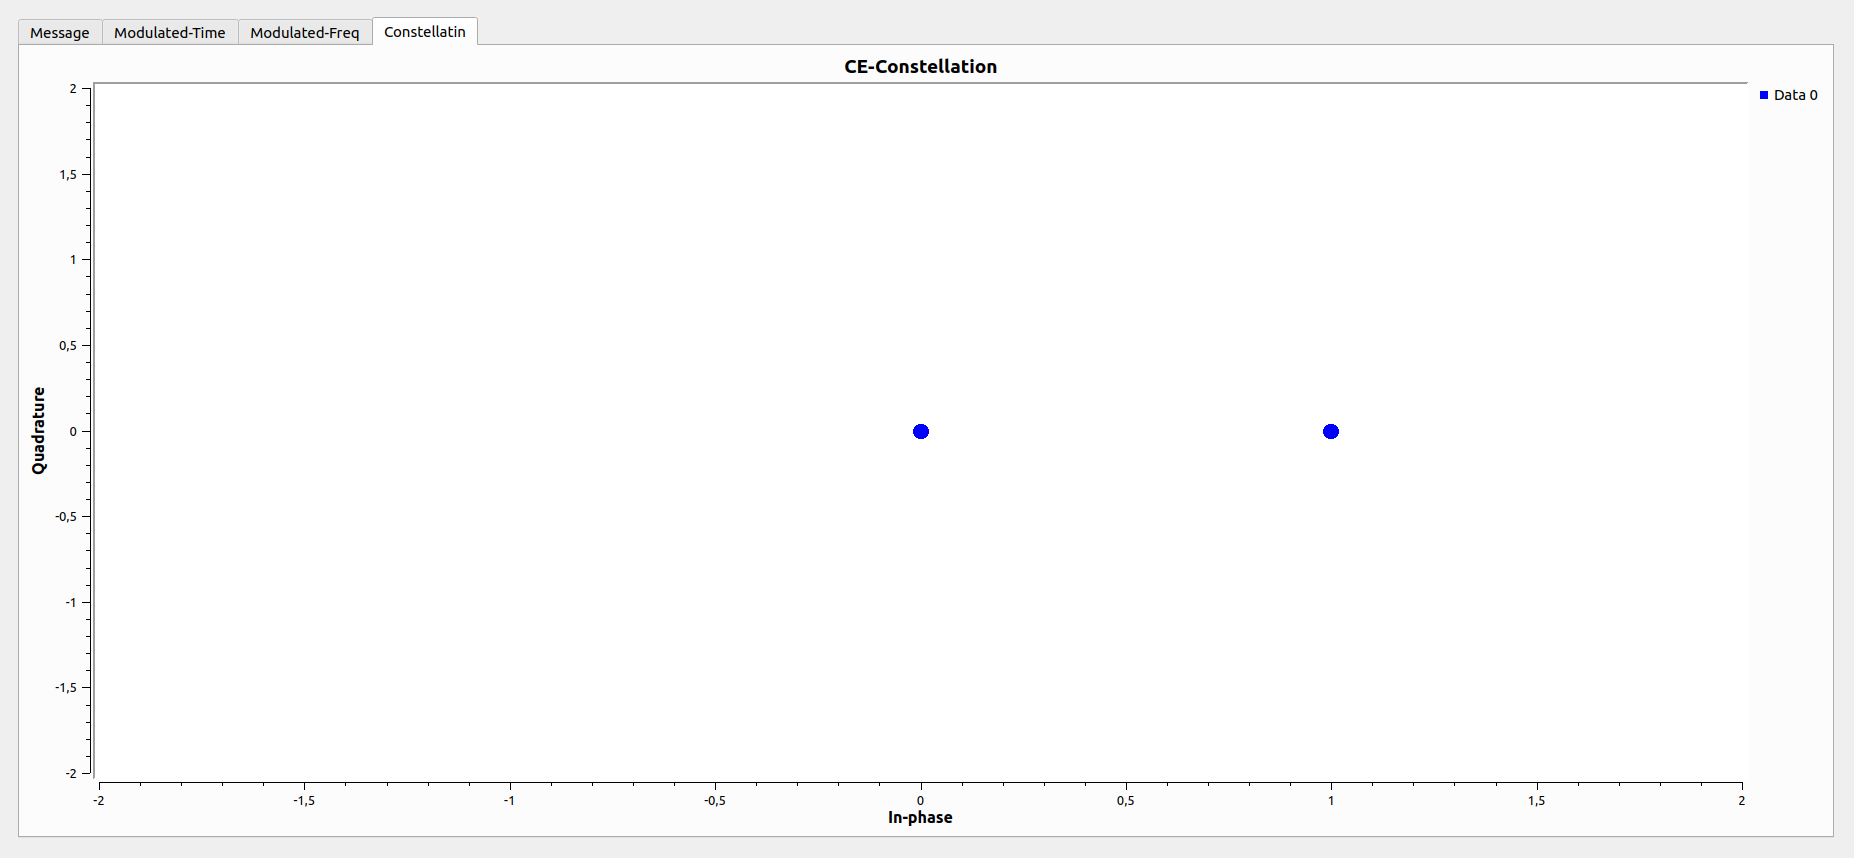 Message Modulated-Time Modulated-Freq Constellatin
CE-Constellation
Data 0
2
1,5
1
0,5
0
-0,5
-1
-1,5
-2
Quadrature
-2 -1,5 -1 -0,5 0 0,5 1 1,5 2
In-phase